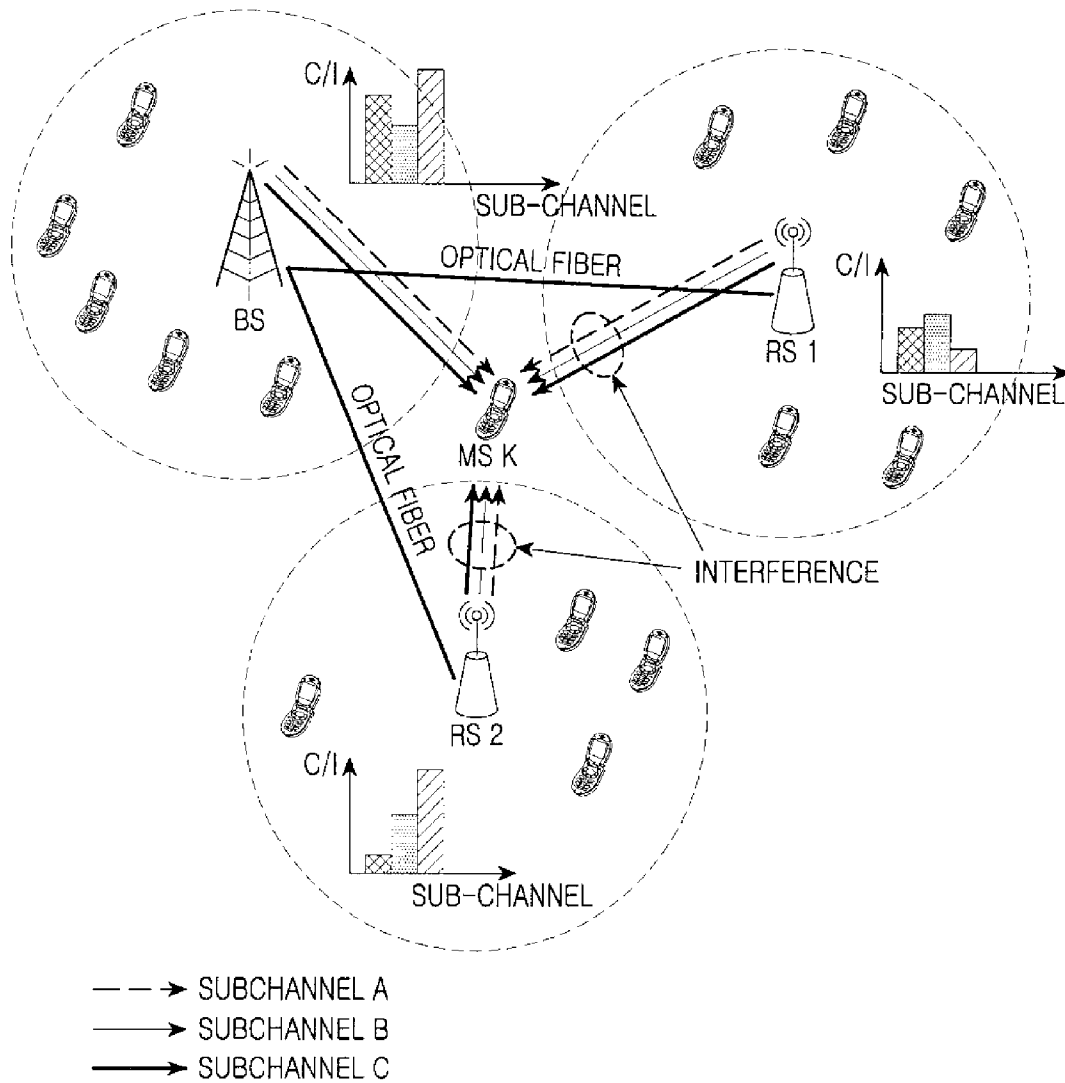 C/I
SUB-CHANNEL
OPTICAL FIBER
C/I
BS
RS 1
SUB-CHANNEL
OPTICAL FIBER
MS K
INTERFERENCE
RS 2
C/I
SUB-CHANNEL
SUBCHANNEL A
SUBCHANNEL B
SUBCHANNEL C